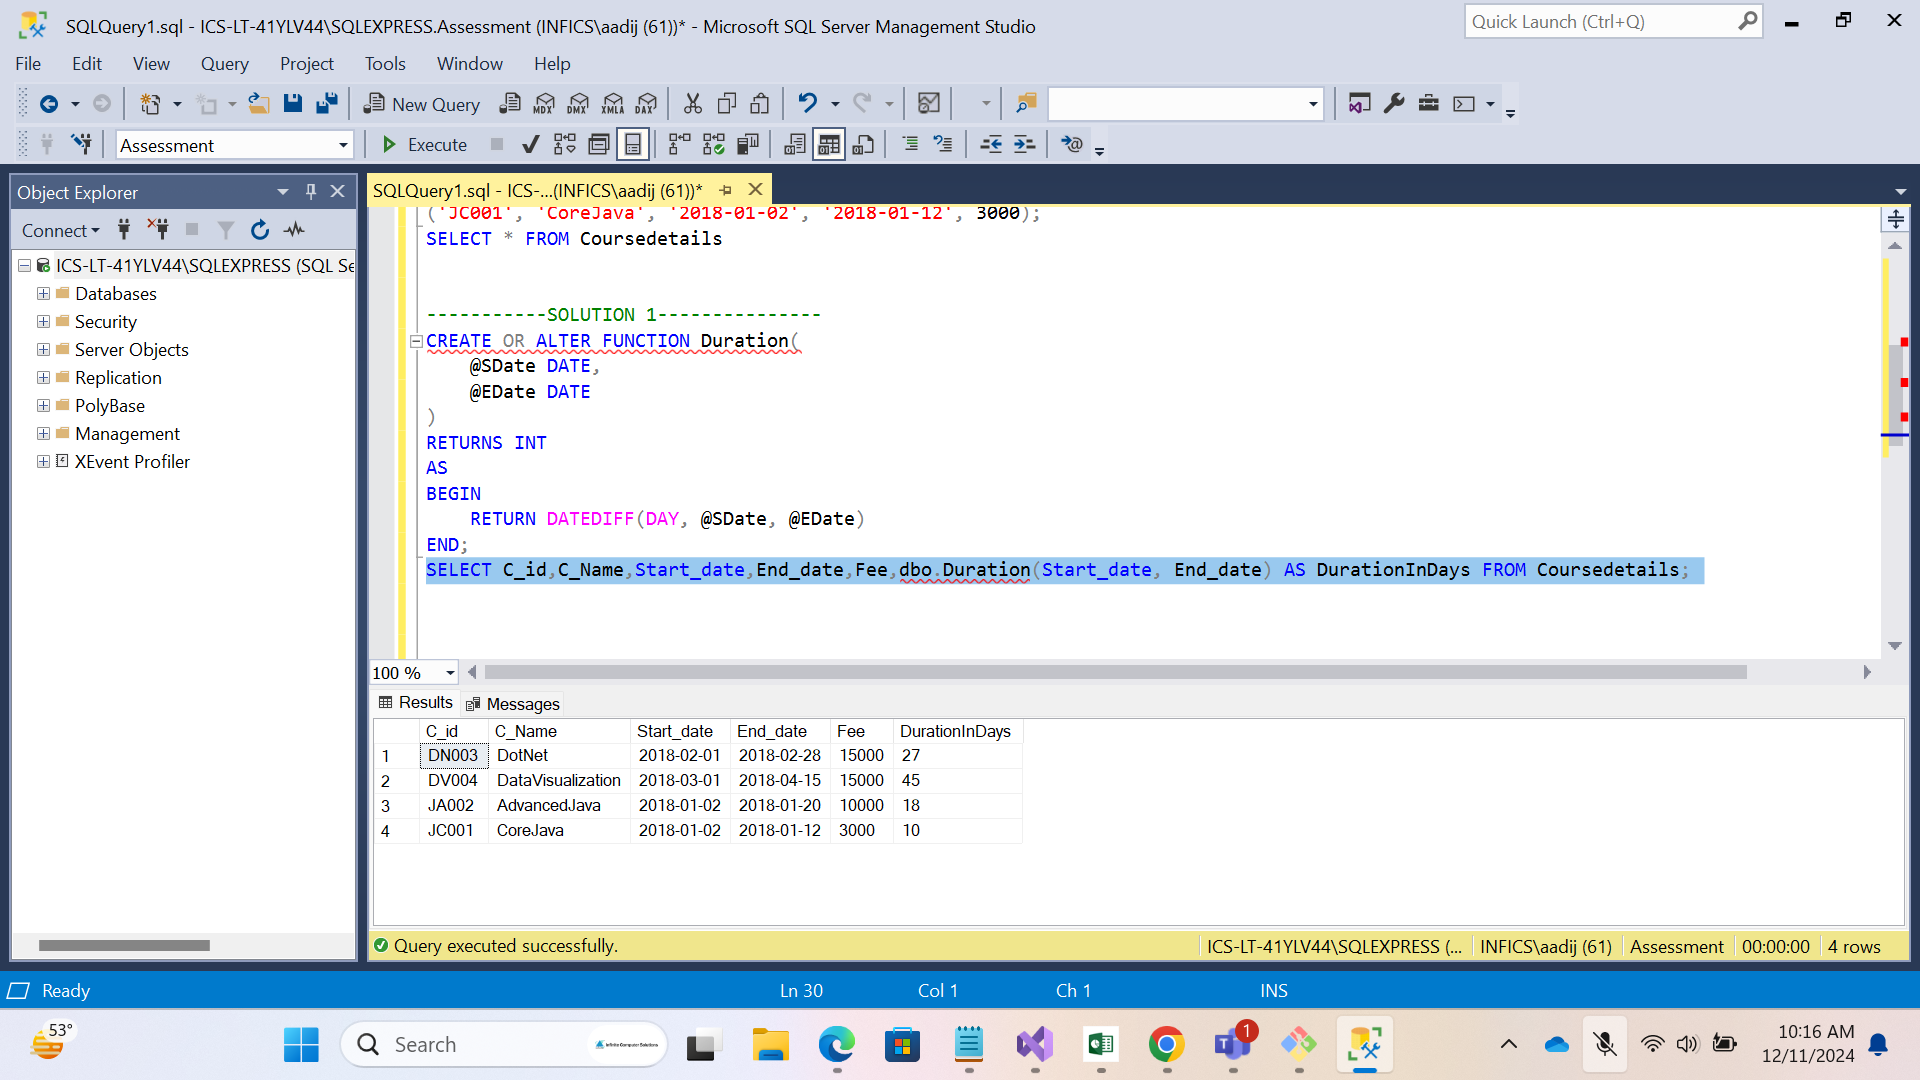 SQLQuery1.sql - ICS-LT-41YLV44\SQLEXPRESS.Assessment (INFICS\aadij (61))* - Microsoft SQL Server Management Studio
Quick Launch (Ctrl+Q)
File Edit View Query Project Tools Window Help
New Query MDX DMX XMLA DAX
Assessment Execute
Object Explorer
Connect
ICS-LT-41YLV44\SQLEXPRESS (SQL Se
Databases
Security
Server Objects
Replication
PolyBase
Management
XEvent Profiler
SQLQuery1.sql - ICS-...(INFICS\aadij (61))*
('JC001', 'CoreJava', '2018-01-02', '2018-01-12', 3000);
SELECT * FROM Coursedetails
-----------SOLUTION 1---------------
CREATE OR ALTER FUNCTION Duration(
    @SDate DATE,
    @EDate DATE
)
RETURNS INT
AS
BEGIN
    RETURN DATEDIFF(DAY, @SDate, @EDate)
END;
SELECT C_id,C_Name,Start_date,End_date,Fee,dbo.Duration(Start_date, End_date) AS DurationInDays FROM Coursedetails;
100 %
Results Messages
C_id C_Name Start_date End_date Fee DurationInDays
1 DN003 DotNet 2018-02-01 2018-02-28 15000 27
2 DV004 DataVisualization 2018-03-01 2018-04-15 15000 45
3 JA002 AdvancedJava 2018-01-02 2018-01-20 10000 18
4 JC001 CoreJava 2018-01-02 2018-01-12 3000 10
Query executed successfully. ICS-LT-41YLV44\SQLEXPRESS (... INFICS\aadij (61) Assessment 00:00:00 4 rows
Ready Ln 30 Col 1 Ch 1 INS
53°
Search
Infinite Computer Solutions
1
10:16 AM
12/11/2024